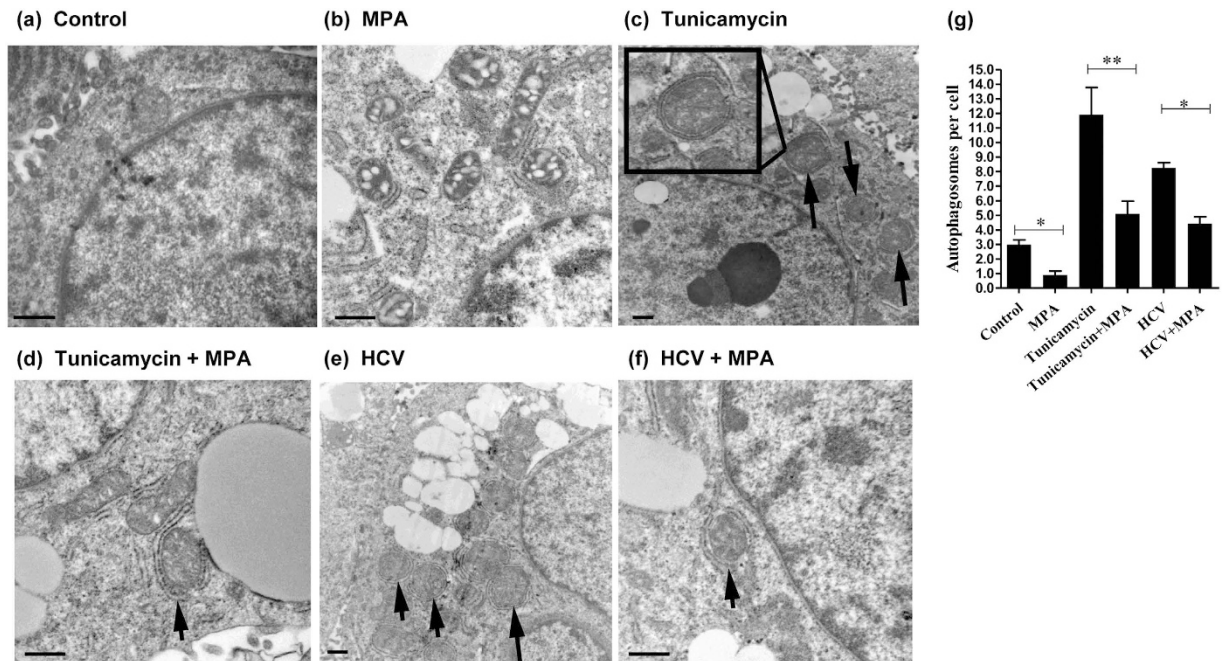 (a) Control
(b) MPA
(c) Tunicamycin
(g)
Autophagosomes per cell
15.0
14.0
13.0
12.0
11.0
10.0
9.0
8.0
7.0
6.0
5.0
4.0
3.0
2.0
1.0
0.0
*
**
*
Control
MPA
Tunicamycin
Tunicamycin+MPA
HCV
HCV+MPA
(d) Tunicamycin + MPA
(e) HCV
(f) HCV + MPA